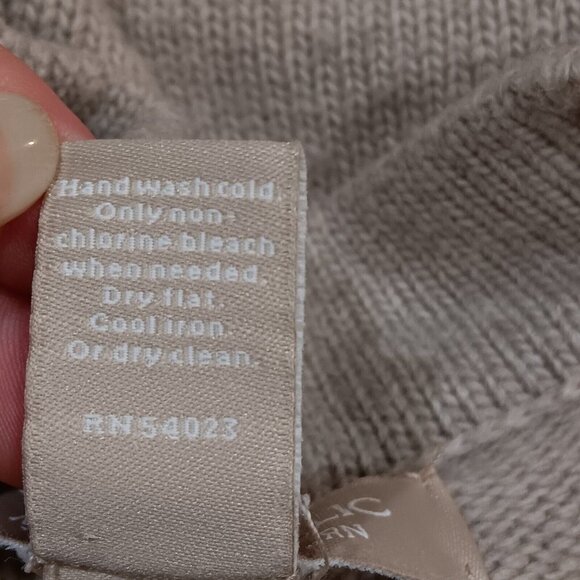 Hand wash cold.
Only non-
chlorine bleach
when needed.
Dry flat.
Cool iron.
Or dry clean.
RN 54023